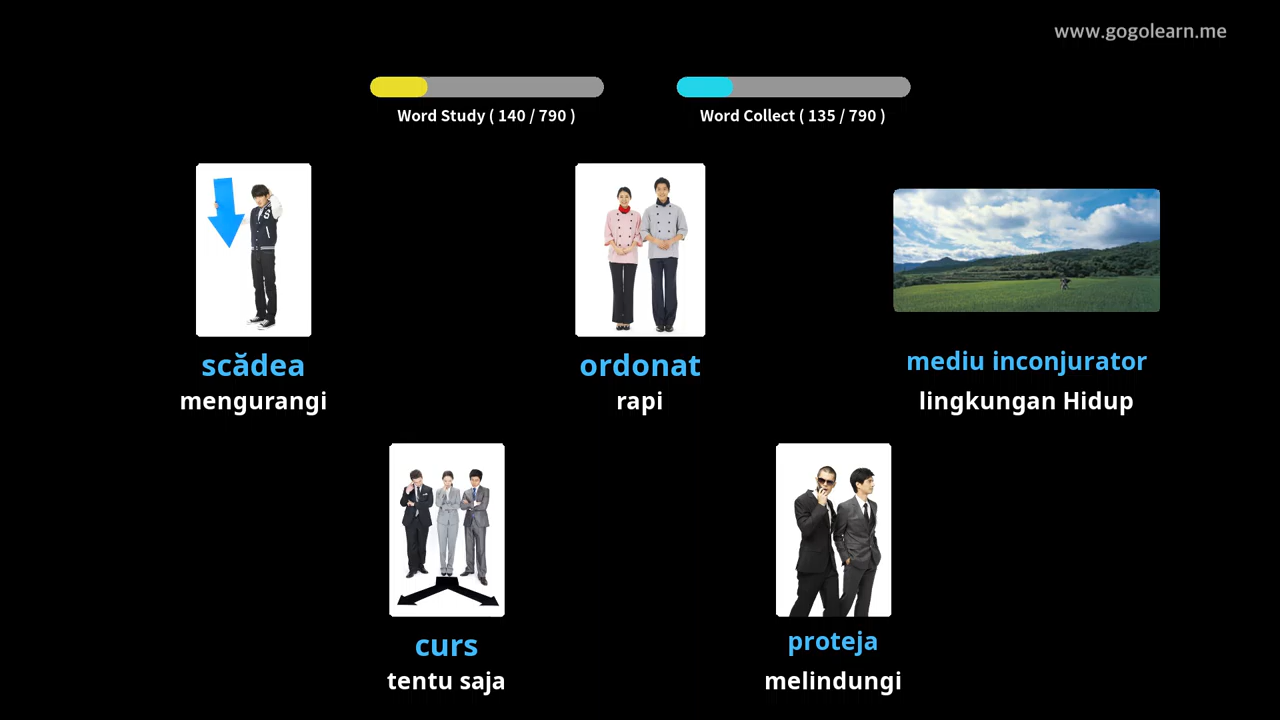 www.gogolearn.me
Word Study ( 140 / 790 )
Word Collect ( 135 / 790 )
scădea
mengurangi
ordonat
rapi
mediu inconjurator
lingkungan Hidup
curs
tentu saja
proteja
melindungi